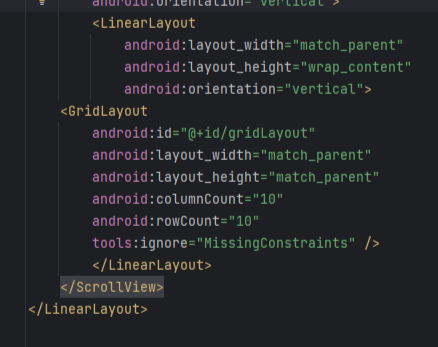 android:orientation="vertical">
<LinearLayout
android:layout_width="match_parent"
android:layout_height="wrap_content"
android:orientation="vertical">
<GridLayout
android:id="@+id/gridLayout"
android:layout_width="match_parent"
android:layout_height="match_parent"
android:columnCount="10"
android:rowCount="10"
tools:ignore="MissingConstraints" />
</LinearLayout>
</ScrollView>
</LinearLayout>